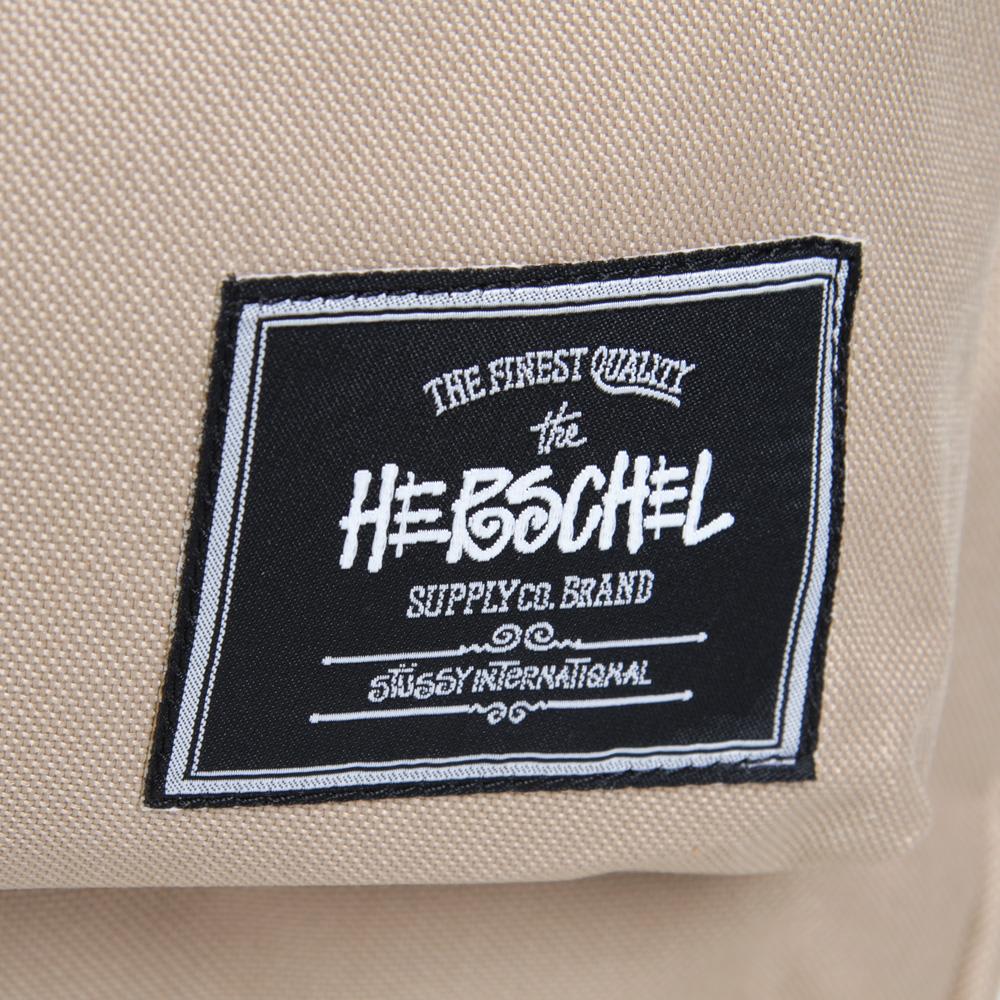 THE FINEST QUALITY
the
HERSCHEL
SUPPLY CO. BRAND
STÜSSY INTERNATIONAL